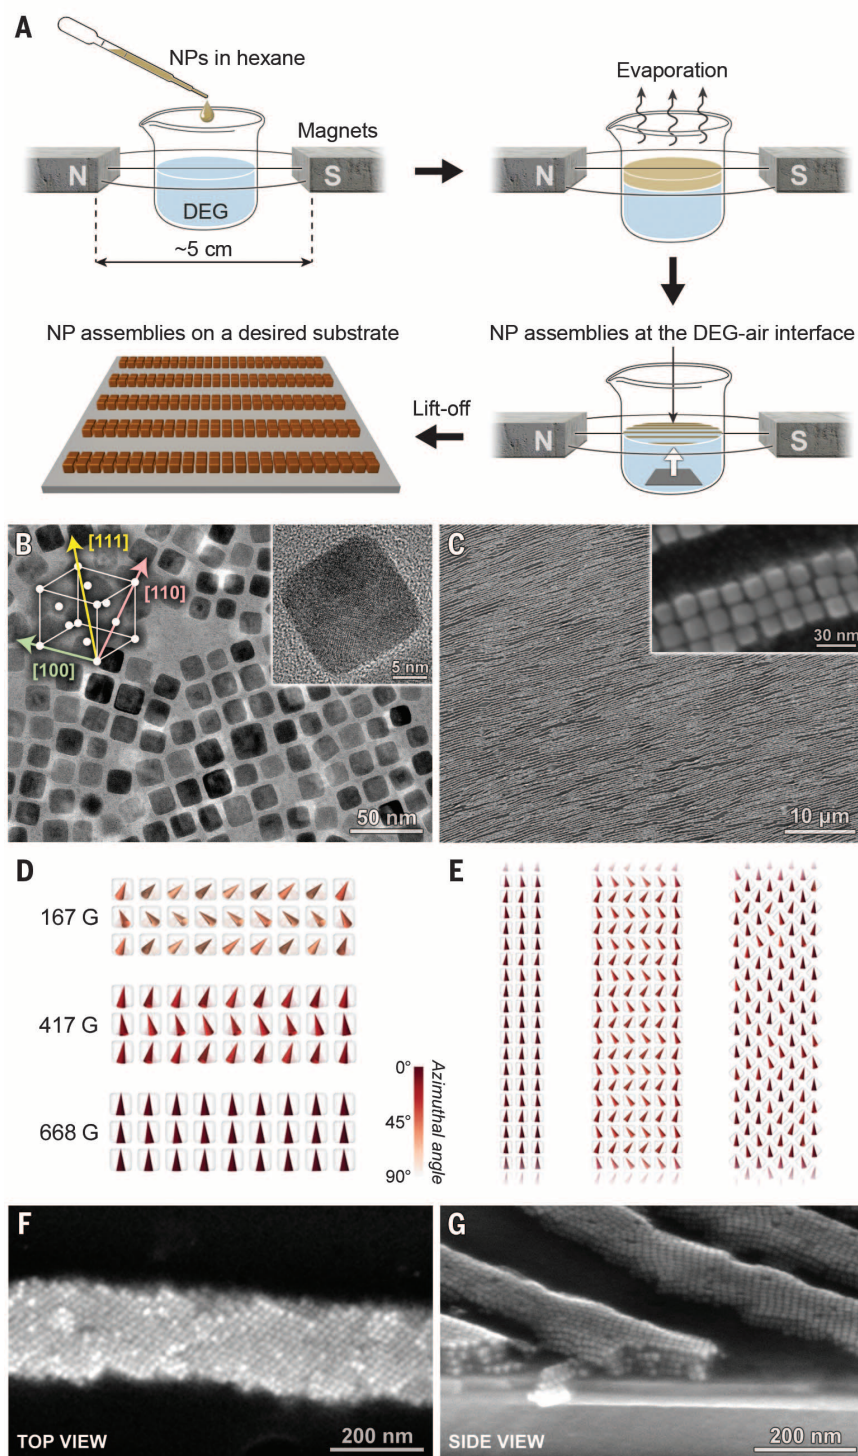 A
NPs in hexane
Evaporation
Magnets
N
S
DEG
~5 cm
N
S
NP assemblies on a desired substrate
NP assemblies at the DEG-air interface
Lift-off
N
S
B
[111]
[110]
[100]
5 nm
50 nm
C
30 nm
10 µm
D
167 G
417 G
668 G
0°
45°
90°
Azimuthal angle
E
F
TOP VIEW
200 nm
G
SIDE VIEW
200 nm